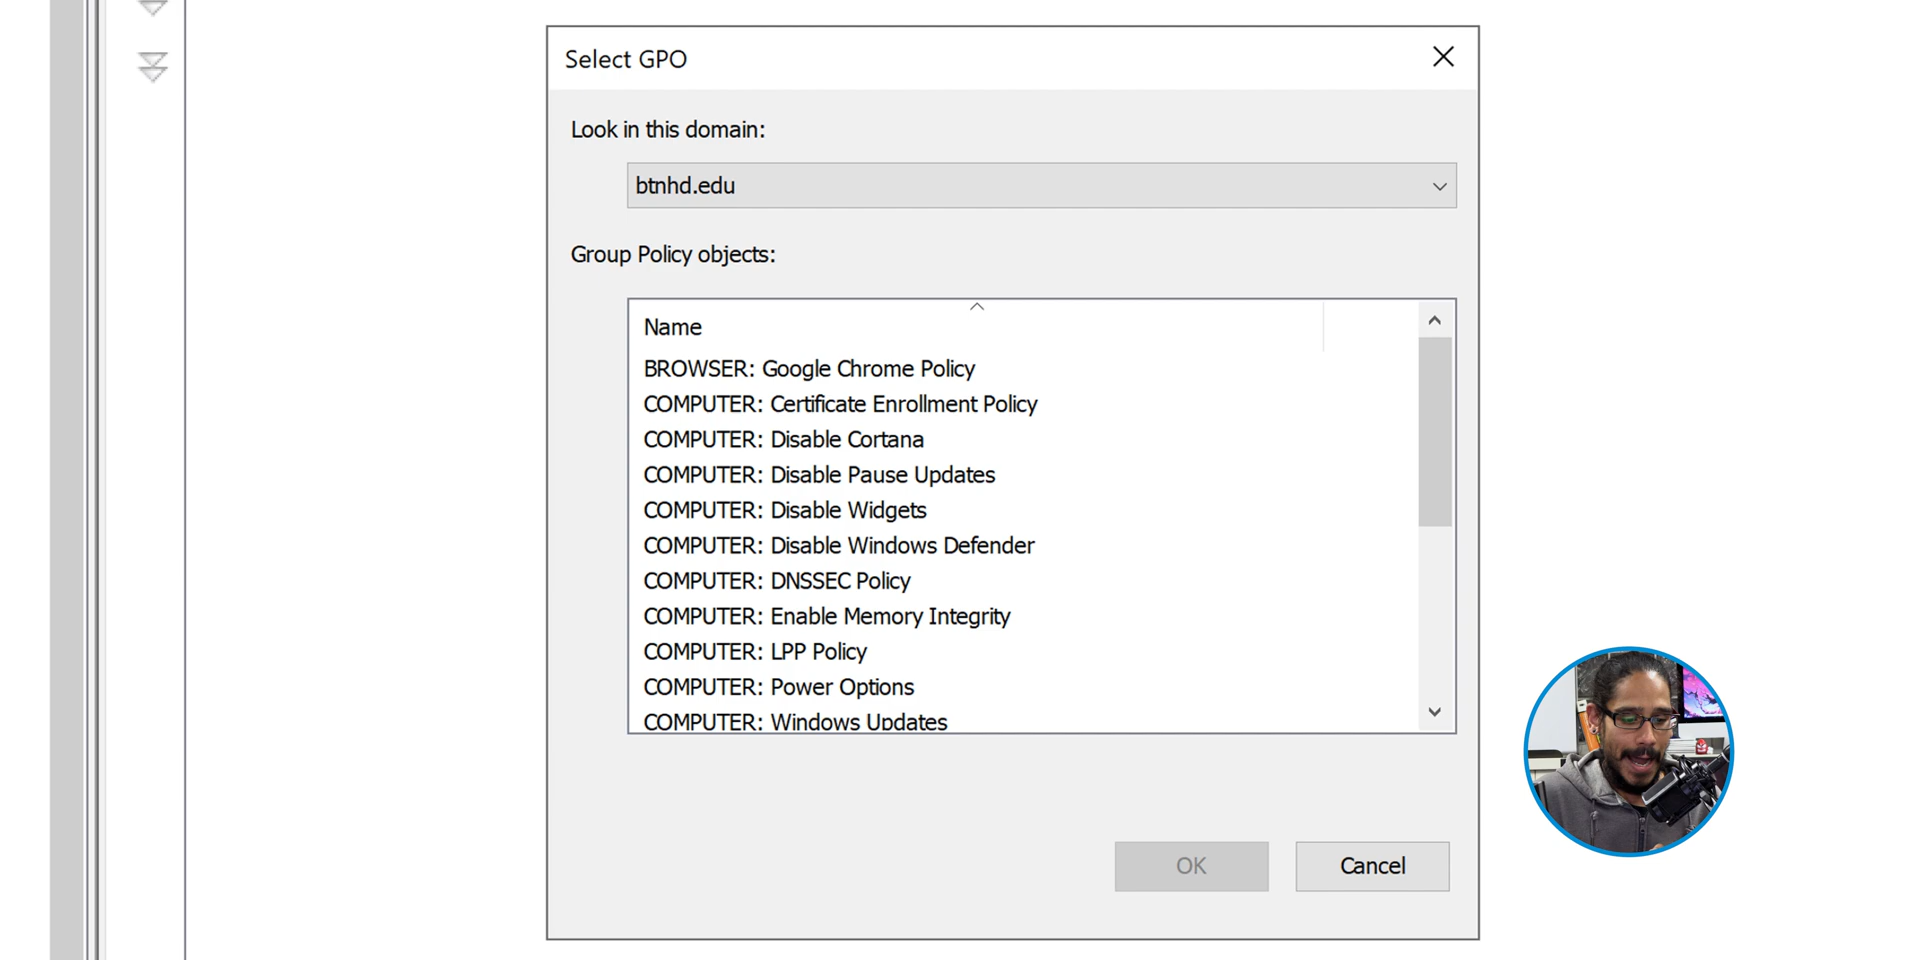 Select GPO
Look in this domain:
btnhd.edu
Group Policy objects:
Name
BROWSER: Google Chrome Policy
COMPUTER: Certificate Enrollment Policy
COMPUTER: Disable Cortana
COMPUTER: Disable Pause Updates
COMPUTER: Disable Widgets
COMPUTER: Disable Windows Defender
COMPUTER: DNSSEC Policy
COMPUTER: Enable Memory Integrity
COMPUTER: LPP Policy
COMPUTER: Power Options
COMPUTER: Windows Updates
OK
Cancel